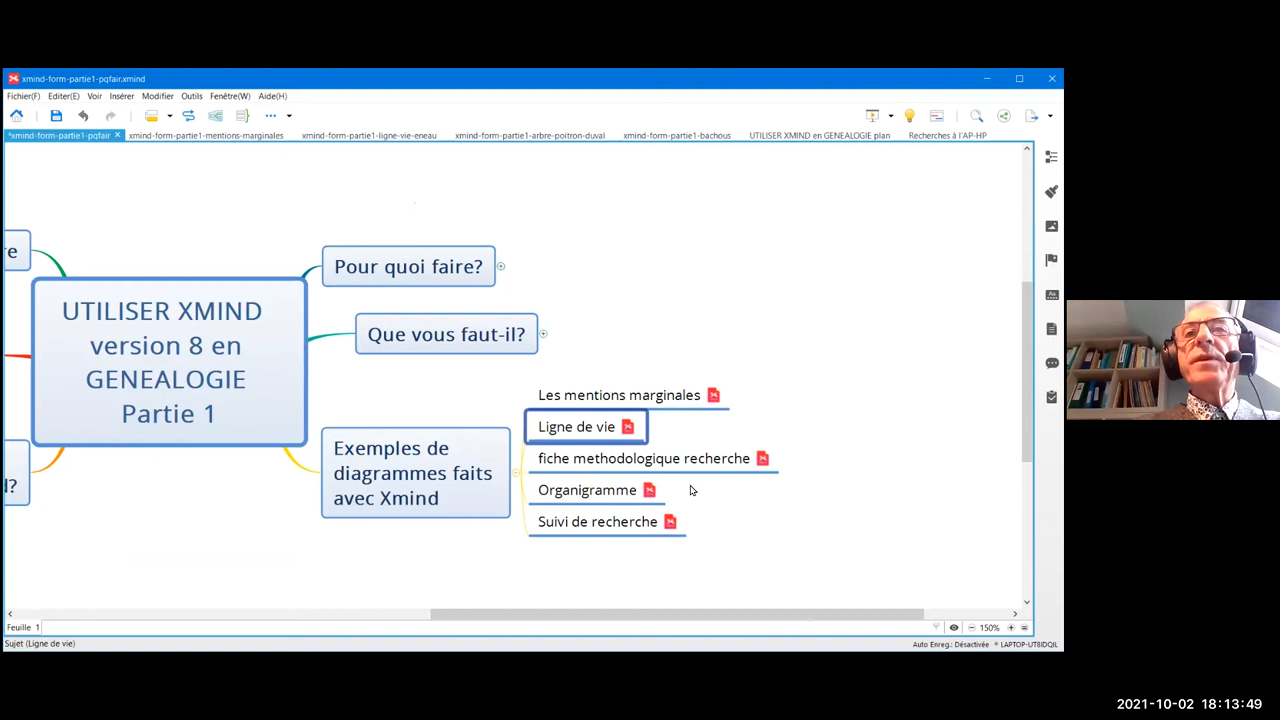 xmind-form-partie1-pqfair.xmind
Fichier(F) Editer(E) Voir Insérer Modifier Outils Fenêtre(W) Aide(H)
*xmind-form-partie1-pqfair xmind-form-partie1-mentions-marginales xmind-form-partie1-ligne-vie-eneau xmind-form-partie1-arbre-poitron-duval xmind-form-partie1-bachous UTILISER XMIND en GENEALOGIE plan Recherches à l'AP-HP
re
d?
UTILISER XMIND
version 8 en
GENEALOGIE
Partie 1
Pour quoi faire?
Que vous faut-il?
Exemples de
diagrammes faits
avec Xmind
Les mentions marginales
Ligne de vie
fiche methodologique recherche
Organigramme
Suivi de recherche
Feuille 1
150%
Sujet (Ligne de vie)
Auto Enreg.: Désactivée
LAPTOP-UT8IDQIL
2021-10-02 18:13:49